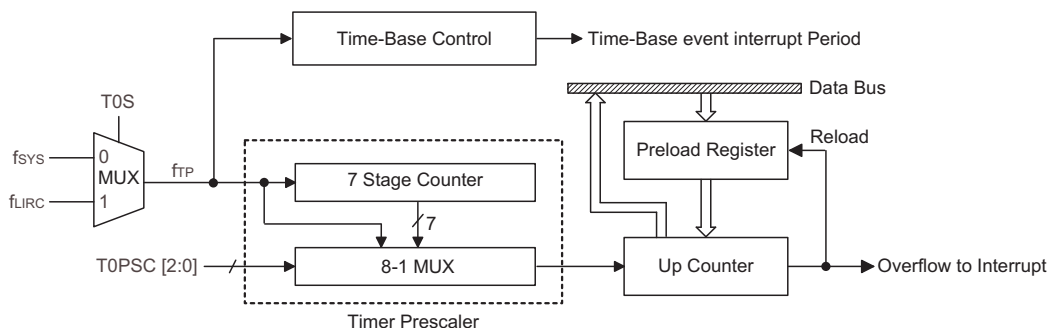 Time-Base Control
Time-Base event interrupt Period
T0S
Data Bus
fSYS
0
MUX
fTP
fLIRC
1
7 Stage Counter
Preload Register
Reload
7
T0PSC [2:0]
8-1 MUX
Up Counter
Overflow to Interrupt
Timer Prescaler